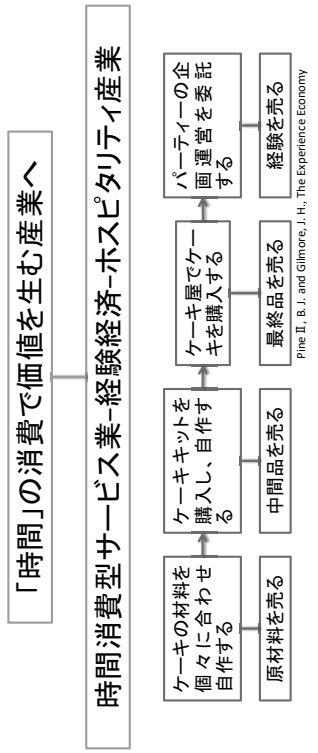 「時間」の消費で価値を生む産業へ
時間消費型サービス業−経験経済−ホスピタリティ産業
ケーキの材料を
個々に合わせ
自作する
原材料を売る
ケーキキットを
購入し、自作す
る
中間品を売る
ケーキ屋でケー
キを購入する
最終品を売る
パーティーの企
画運営を委託
する
経験を売る
Pine Ⅱ, B. J. and Gilmore, J. H., The Experience Economy